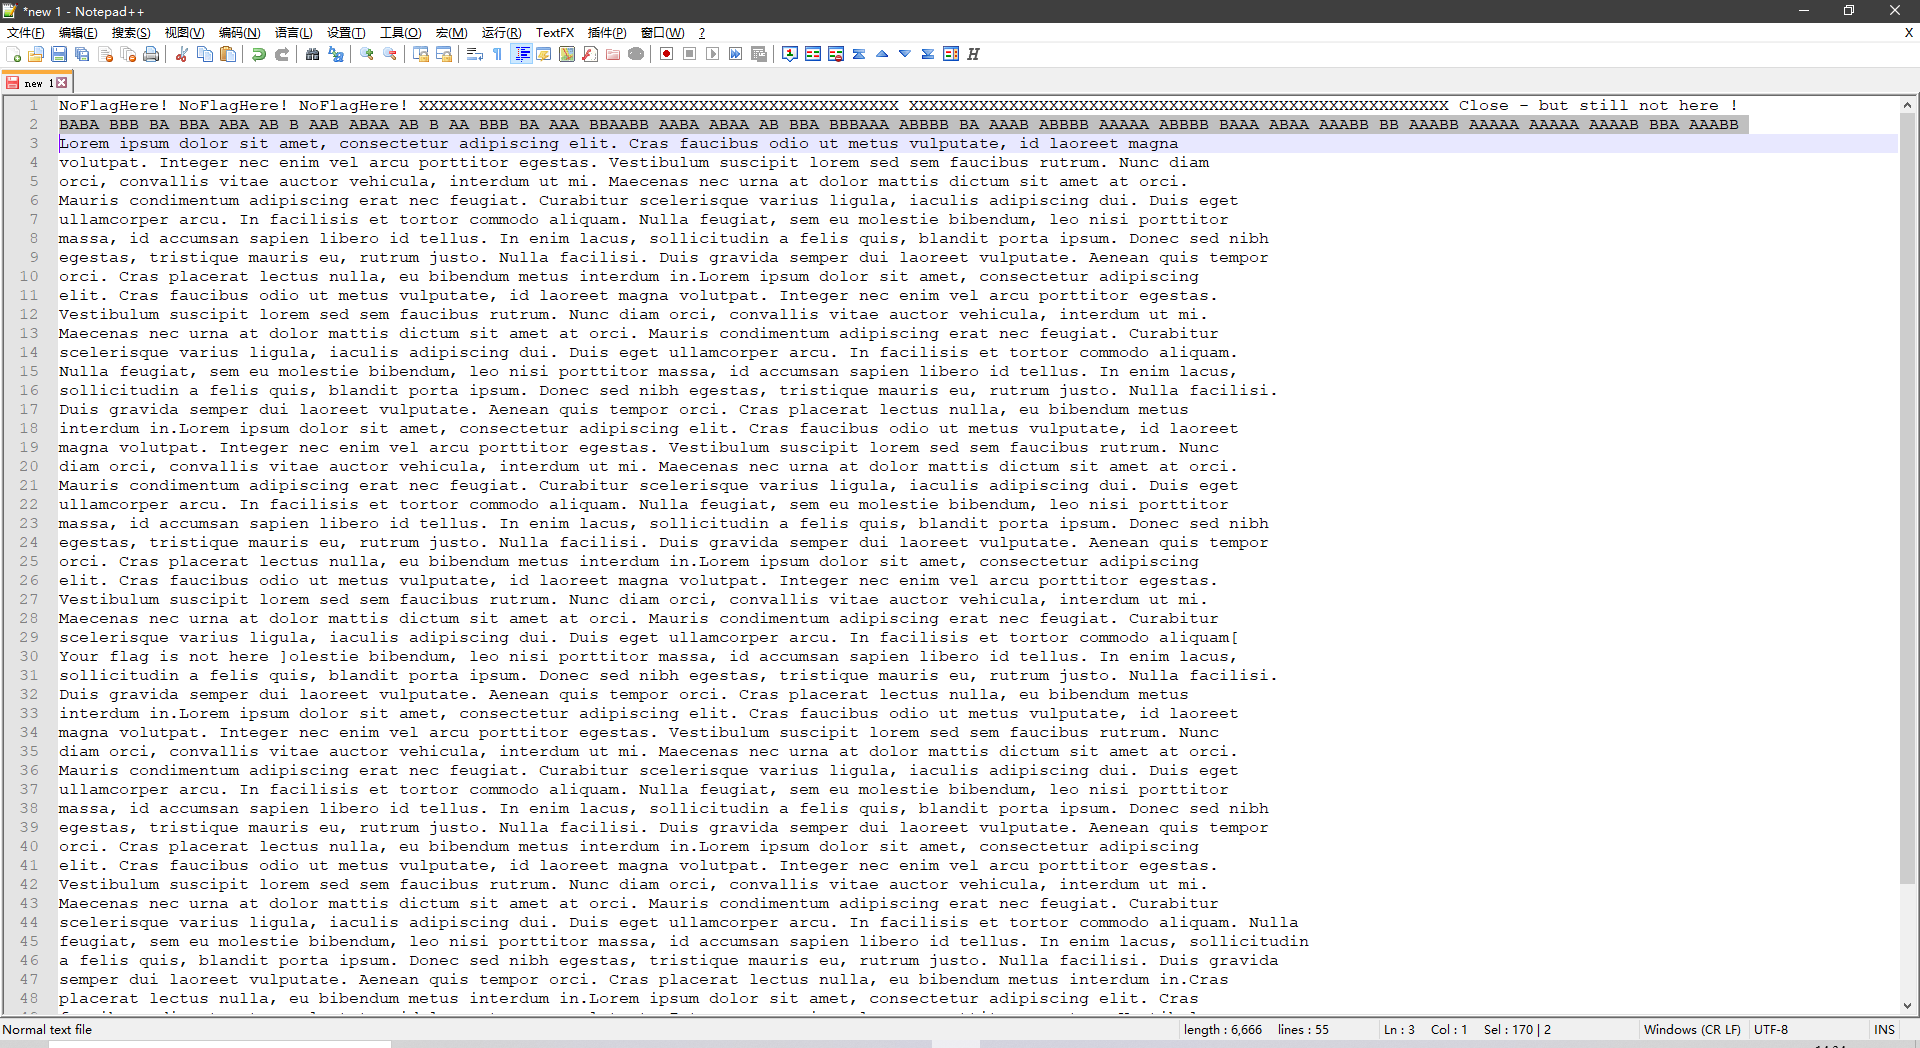 *new 1 - Notepad++
文件(F) 编辑(E) 搜索(S) 视图(V) 编码(N) 语言(L) 设置(T) 工具(O) 宏(M) 运行(R) TextFX 插件(P) 窗口(W) ? X
new 1
1 NoFlagHere! NoFlagHere! NoFlagHere! XXXXXXXXXXXXXXXXXXXXXXXXXXXXXXXXXXXXXXXXXXXXXXXX XXXXXXXXXXXXXXXXXXXXXXXXXXXXXXXXXXXXXXXXXXXXXXXXXXXXXX Close - but still not here !
2 BABA BBB BA BBA ABA AB B AAB ABAA AB B AA BBB BA AAA BBAABB AABA ABAA AB BBA BBBAAA ABBBB BA AAAB ABBBB AAAAA ABBBB BAAA ABAA AAABB BB AAABB AAAAA AAAAA AAAAB BBA AAABB
3 Lorem ipsum dolor sit amet, consectetur adipiscing elit. Cras faucibus odio ut metus vulputate, id laoreet magna
4 volutpat. Integer nec enim vel arcu porttitor egestas. Vestibulum suscipit lorem sed sem faucibus rutrum. Nunc diam
5 orci, convallis vitae auctor vehicula, interdum ut mi. Maecenas nec urna at dolor mattis dictum sit amet at orci.
6 Mauris condimentum adipiscing erat nec feugiat. Curabitur scelerisque varius ligula, iaculis adipiscing dui. Duis eget
7 ullamcorper arcu. In facilisis et tortor commodo aliquam. Nulla feugiat, sem eu molestie bibendum, leo nisi porttitor
8 massa, id accumsan sapien libero id tellus. In enim lacus, sollicitudin a felis quis, blandit porta ipsum. Donec sed nibh
9 egestas, tristique mauris eu, rutrum justo. Nulla facilisi. Duis gravida semper dui laoreet vulputate. Aenean quis tempor
10 orci. Cras placerat lectus nulla, eu bibendum metus interdum in.Lorem ipsum dolor sit amet, consectetur adipiscing
11 elit. Cras faucibus odio ut metus vulputate, id laoreet magna volutpat. Integer nec enim vel arcu porttitor egestas.
12 Vestibulum suscipit lorem sed sem faucibus rutrum. Nunc diam orci, convallis vitae auctor vehicula, interdum ut mi.
13 Maecenas nec urna at dolor mattis dictum sit amet at orci. Mauris condimentum adipiscing erat nec feugiat. Curabitur
14 scelerisque varius ligula, iaculis adipiscing dui. Duis eget ullamcorper arcu. In facilisis et tortor commodo aliquam.
15 Nulla feugiat, sem eu molestie bibendum, leo nisi porttitor massa, id accumsan sapien libero id tellus. In enim lacus,
16 sollicitudin a felis quis, blandit porta ipsum. Donec sed nibh egestas, tristique mauris eu, rutrum justo. Nulla facilisi.
17 Duis gravida semper dui laoreet vulputate. Aenean quis tempor orci. Cras placerat lectus nulla, eu bibendum metus
18 interdum in.Lorem ipsum dolor sit amet, consectetur adipiscing elit. Cras faucibus odio ut metus vulputate, id laoreet
19 magna volutpat. Integer nec enim vel arcu porttitor egestas. Vestibulum suscipit lorem sed sem faucibus rutrum. Nunc
20 diam orci, convallis vitae auctor vehicula, interdum ut mi. Maecenas nec urna at dolor mattis dictum sit amet at orci.
21 Mauris condimentum adipiscing erat nec feugiat. Curabitur scelerisque varius ligula, iaculis adipiscing dui. Duis eget
22 ullamcorper arcu. In facilisis et tortor commodo aliquam. Nulla feugiat, sem eu molestie bibendum, leo nisi porttitor
23 massa, id accumsan sapien libero id tellus. In enim lacus, sollicitudin a felis quis, blandit porta ipsum. Donec sed nibh
24 egestas, tristique mauris eu, rutrum justo. Nulla facilisi. Duis gravida semper dui laoreet vulputate. Aenean quis tempor
25 orci. Cras placerat lectus nulla, eu bibendum metus interdum in.Lorem ipsum dolor sit amet, consectetur adipiscing
26 elit. Cras faucibus odio ut metus vulputate, id laoreet magna volutpat. Integer nec enim vel arcu porttitor egestas.
27 Vestibulum suscipit lorem sed sem faucibus rutrum. Nunc diam orci, convallis vitae auctor vehicula, interdum ut mi.
28 Maecenas nec urna at dolor mattis dictum sit amet at orci. Mauris condimentum adipiscing erat nec feugiat. Curabitur
29 scelerisque varius ligula, iaculis adipiscing dui. Duis eget ullamcorper arcu. In facilisis et tortor commodo aliquam[
30 Your flag is not here ]olestie bibendum, leo nisi porttitor massa, id accumsan sapien libero id tellus. In enim lacus,
31 sollicitudin a felis quis, blandit porta ipsum. Donec sed nibh egestas, tristique mauris eu, rutrum justo. Nulla facilisi.
32 Duis gravida semper dui laoreet vulputate. Aenean quis tempor orci. Cras placerat lectus nulla, eu bibendum metus
33 interdum in.Lorem ipsum dolor sit amet, consectetur adipiscing elit. Cras faucibus odio ut metus vulputate, id laoreet
34 magna volutpat. Integer nec enim vel arcu porttitor egestas. Vestibulum suscipit lorem sed sem faucibus rutrum. Nunc
35 diam orci, convallis vitae auctor vehicula, interdum ut mi. Maecenas nec urna at dolor mattis dictum sit amet at orci.
36 Mauris condimentum adipiscing erat nec feugiat. Curabitur scelerisque varius ligula, iaculis adipiscing dui. Duis eget
37 ullamcorper arcu. In facilisis et tortor commodo aliquam. Nulla feugiat, sem eu molestie bibendum, leo nisi porttitor
38 massa, id accumsan sapien libero id tellus. In enim lacus, sollicitudin a felis quis, blandit porta ipsum. Donec sed nibh
39 egestas, tristique mauris eu, rutrum justo. Nulla facilisi. Duis gravida semper dui laoreet vulputate. Aenean quis tempor
40 orci. Cras placerat lectus nulla, eu bibendum metus interdum in.Lorem ipsum dolor sit amet, consectetur adipiscing
41 elit. Cras faucibus odio ut metus vulputate, id laoreet magna volutpat. Integer nec enim vel arcu porttitor egestas.
42 Vestibulum suscipit lorem sed sem faucibus rutrum. Nunc diam orci, convallis vitae auctor vehicula, interdum ut mi.
43 Maecenas nec urna at dolor mattis dictum sit amet at orci. Mauris condimentum adipiscing erat nec feugiat. Curabitur
44 scelerisque varius ligula, iaculis adipiscing dui. Duis eget ullamcorper arcu. In facilisis et tortor commodo aliquam. Nulla
45 feugiat, sem eu molestie bibendum, leo nisi porttitor massa, id accumsan sapien libero id tellus. In enim lacus, sollicitudin
46 a felis quis, blandit porta ipsum. Donec sed nibh egestas, tristique mauris eu, rutrum justo. Nulla facilisi. Duis gravida
47 semper dui laoreet vulputate. Aenean quis tempor orci. Cras placerat lectus nulla, eu bibendum metus interdum in.Cras
48 placerat lectus nulla, eu bibendum metus interdum in.Lorem ipsum dolor sit amet, consectetur adipiscing elit. Cras
Normal text file length : 6,666 lines : 55 Ln : 3 Col : 1 Sel : 170 | 2 Windows (CR LF) UTF-8 INS